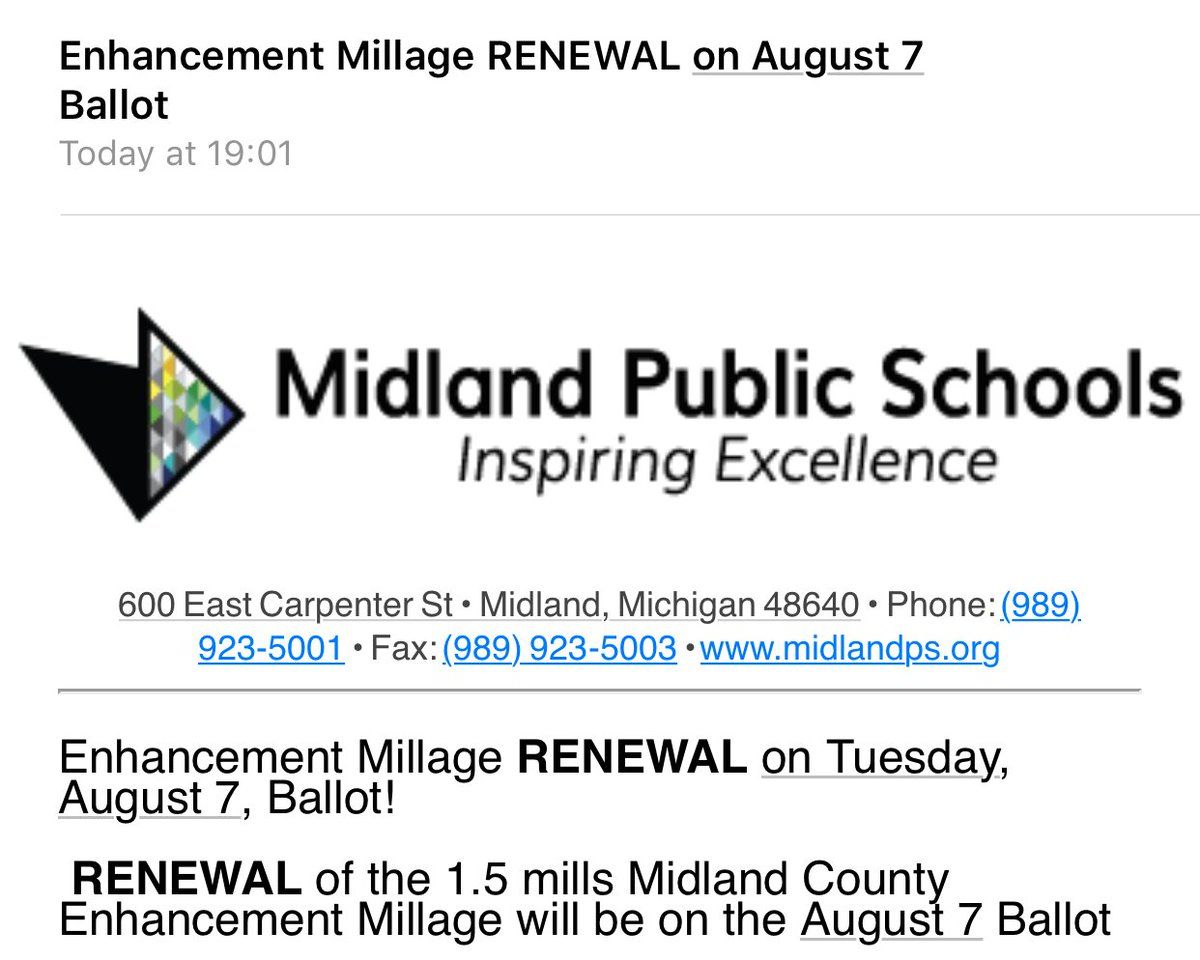 Enhancement Millage RENEWAL on August 7
Ballot
Today at 19:01
Midland Public Schools
Inspiring Excellence
600 East Carpenter St • Midland, Michigan 48640 • Phone: (989)
923-5001 • Fax: (989) 923-5003 • www.midlandps.org
Enhancement Millage RENEWAL on Tuesday,
August 7, Ballot!
RENEWAL of the 1.5 mills Midland County
Enhancement Millage will be on the August 7 Ballot